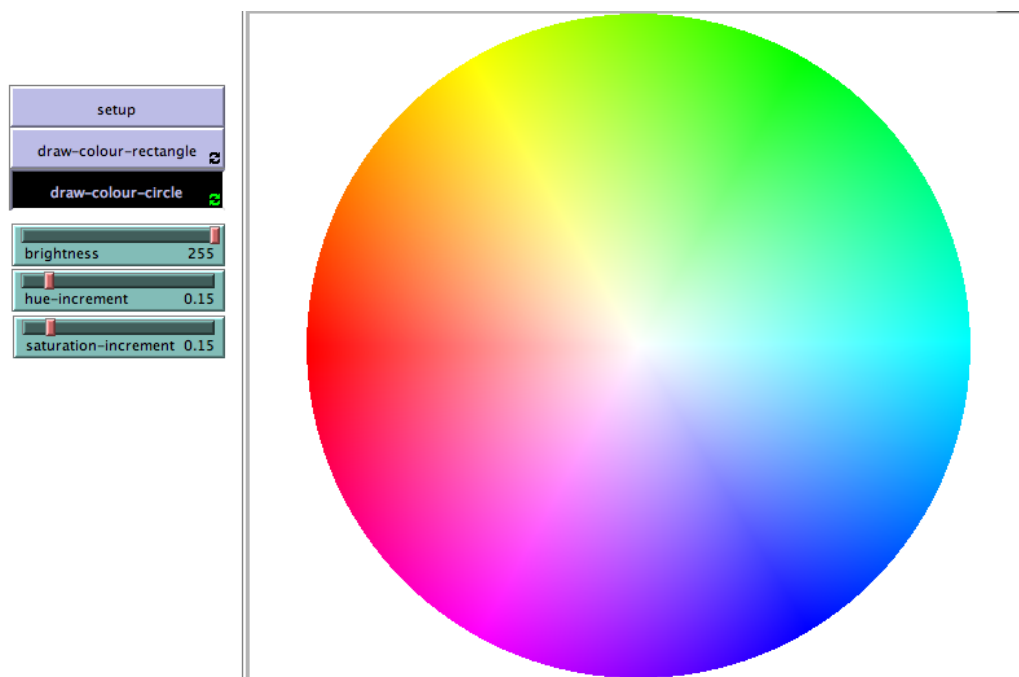 setup
draw-colour-rectangle
draw-colour-circle
brightness 255
hue-increment 0.15
saturation-increment 0.15